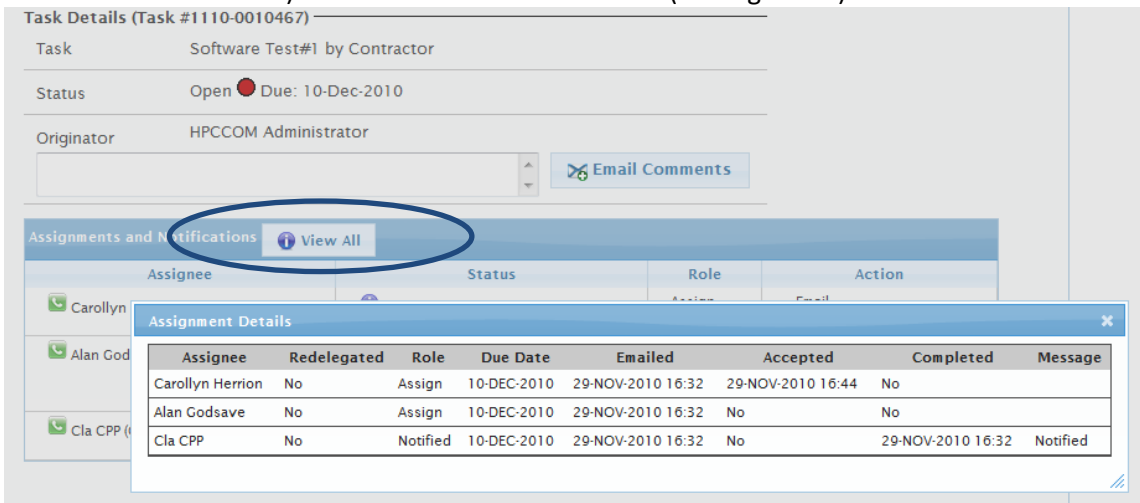 Task Details (Task #1110-0010467)
Task Software Test#1 by Contractor
Status Open Due: 10-Dec-2010
Originator HPCCOM Administrator
Email Comments
Assignments and Notifications View All
Assignee Status Role Action
Carollyn Assign Email
Assignment Details
Alan God
Assignee Redelegated Role Due Date Emailed Accepted Completed Message
Carollyn Herrion No Assign 10-DEC-2010 29-NOV-2010 16:32 29-NOV-2010 16:44 No
Alan Godsave No Assign 10-DEC-2010 29-NOV-2010 16:32 No No
Cla CPP (
Cla CPP No Notified 10-DEC-2010 29-NOV-2010 16:32 No 29-NOV-2010 16:32 Notified